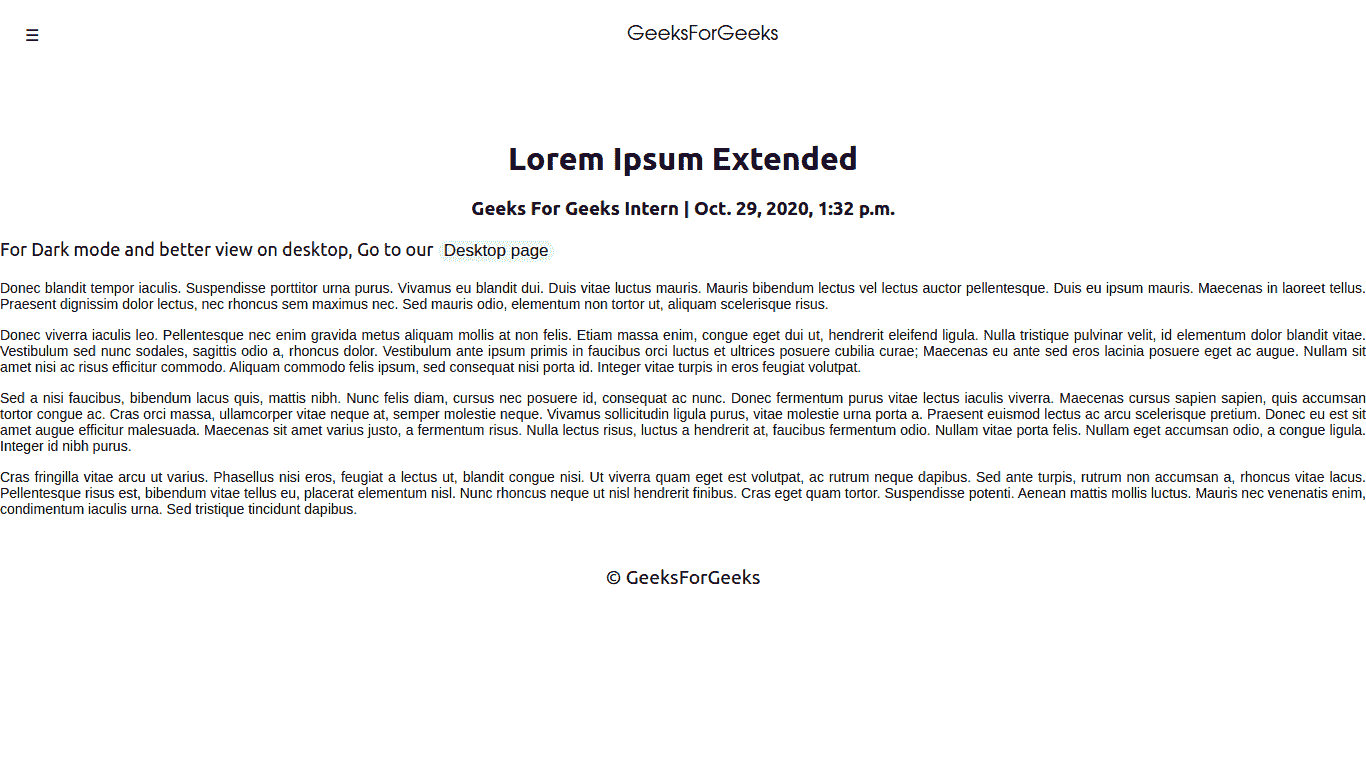 ☰
GeeksForGeeks
Lorem Ipsum Extended
Geeks For Geeks Intern | Oct. 29, 2020, 1:32 p.m.
For Dark mode and better view on desktop, Go to our Desktop page
Donec blandit tempor iaculis. Suspendisse porttitor urna purus. Vivamus eu blandit dui. Duis vitae luctus mauris. Mauris bibendum lectus vel lectus auctor pellentesque. Duis eu ipsum mauris. Maecenas in laoreet tellus.
Praesent dignissim dolor lectus, nec rhoncus sem maximus nec. Sed mauris odio, elementum non tortor ut, aliquam scelerisque risus.
Donec viverra iaculis leo. Pellentesque nec enim gravida metus aliquam mollis at non felis. Etiam massa enim, congue eget dui ut, hendrerit eleifend ligula. Nulla tristique pulvinar velit, id elementum dolor blandit vitae.
Vestibulum sed nunc sodales, sagittis odio a, rhoncus dolor. Vestibulum ante ipsum primis in faucibus orci luctus et ultrices posuere cubilia curae; Maecenas eu ante sed eros lacinia posuere eget ac augue. Nullam sit
amet nisi ac risus efficitur commodo. Aliquam commodo felis ipsum, sed consequat nisi porta id. Integer vitae turpis in eros feugiat volutpat.
Sed a nisi faucibus, bibendum lacus quis, mattis nibh. Nunc felis diam, cursus nec posuere id, consequat ac nunc. Donec fermentum purus vitae lectus iaculis viverra. Maecenas cursus sapien sapien, quis accumsan
tortor congue ac. Cras orci massa, ullamcorper vitae neque at, semper molestie neque. Vivamus sollicitudin ligula purus, vitae molestie urna porta a. Praesent euismod lectus ac arcu scelerisque pretium. Donec eu est sit
amet augue efficitur malesuada. Maecenas sit amet varius justo, a fermentum risus. Nulla lectus risus, luctus a hendrerit at, faucibus fermentum odio. Nullam vitae porta felis. Nullam eget accumsan odio, a congue ligula.
Integer id nibh purus.
Cras fringilla vitae arcu ut varius. Phasellus nisi eros, feugiat a lectus ut, blandit congue nisi. Ut viverra quam eget est volutpat, ac rutrum neque dapibus. Sed ante turpis, rutrum non accumsan a, rhoncus vitae lacus.
Pellentesque risus est, bibendum vitae tellus eu, placerat elementum nisl. Nunc rhoncus neque ut nisl hendrerit finibus. Cras eget quam tortor. Suspendisse potenti. Aenean mattis mollis luctus. Mauris nec venenatis enim,
condimentum iaculis urna. Sed tristique tincidunt dapibus.
© GeeksForGeeks